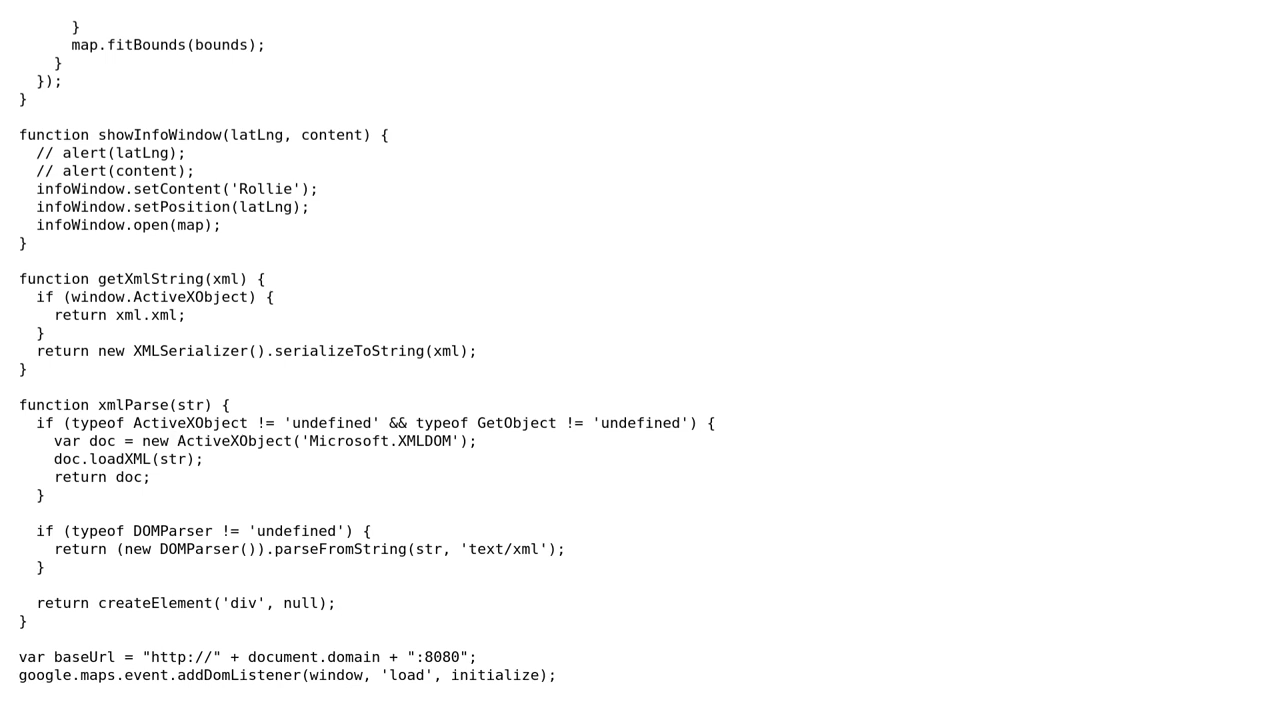 }
      map.fitBounds(bounds);
    }
  });
}

function showInfoWindow(latLng, content) {
  // alert(latLng);
  // alert(content);
  infoWindow.setContent('Rollie');
  infoWindow.setPosition(latLng);
  infoWindow.open(map);
}

function getXmlString(xml) {
  if (window.ActiveXObject) {
    return xml.xml;
  }
  return new XMLSerializer().serializeToString(xml);
}

function xmlParse(str) {
  if (typeof ActiveXObject != 'undefined' && typeof GetObject != 'undefined') {
    var doc = new ActiveXObject('Microsoft.XMLDOM');
    doc.loadXML(str);
    return doc;
  }

  if (typeof DOMParser != 'undefined') {
    return (new DOMParser()).parseFromString(str, 'text/xml');
  }

  return createElement('div', null);
}

var baseUrl = "http://" + document.domain + ":8080";
google.maps.event.addDomListener(window, 'load', initialize);